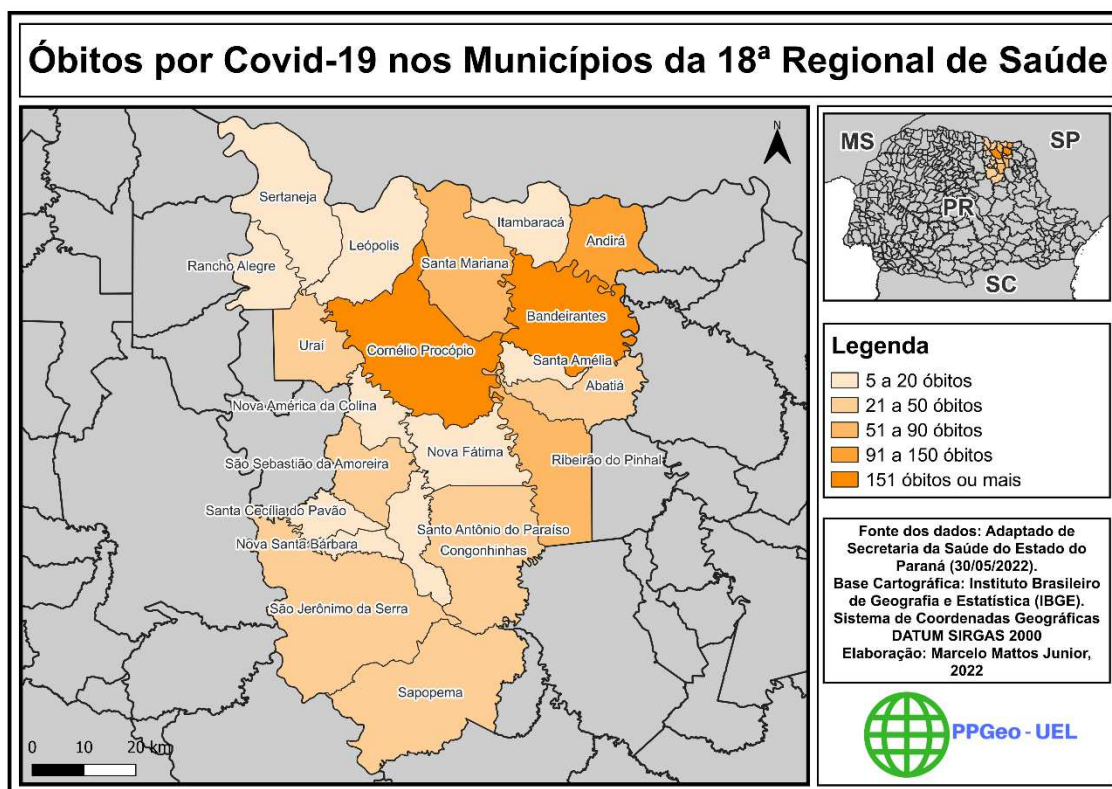 Óbitos por Covid-19 nos Municípios da 18ª Regional de Saúde
N
Sertaneja
Itambaracá
Leópolis
Andirá
Rancho Alegre
Santa Mariana
Bandeirantes
Uraí
Cornélio Procópio
Santa Amélia
Abatiá
Nova América da Colina
Nova Fátima
São Sebastião da Amoreira
Ribeirão do Pinhal
Santa Cecília do Pavão
Santo Antônio do Paraíso
Nova Santa Bárbara
Congonhinhas
São Jerônimo da Serra
Sapopema
0 10 20 km
MS
SP
PR
SC
Legenda
5 a 20 óbitos
21 a 50 óbitos
51 a 90 óbitos
91 a 150 óbitos
151 óbitos ou mais
Fonte dos dados: Adaptado de
Secretaria da Saúde do Estado do
Paraná (30/05/2022).
Base Cartográfica: Instituto Brasileiro
de Geografia e Estatística (IBGE).
Sistema de Coordenadas Geográficas
DATUM SIRGAS 2000
Elaboração: Marcelo Mattos Junior,
2022
PPGeo - UEL